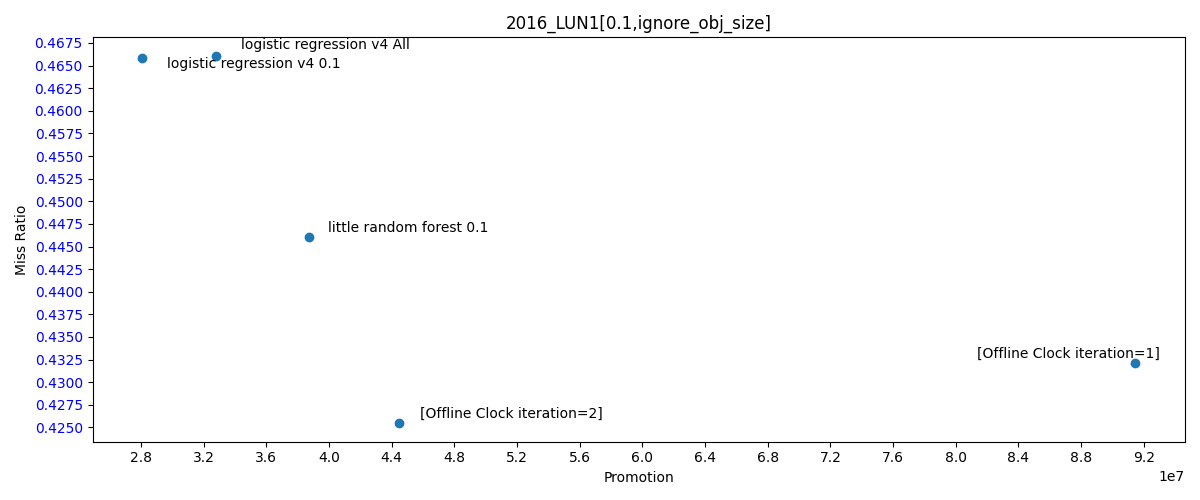 2016_LUN1[0.1,ignore_obj_size]
0.4675
0.4650
0.4625
0.4600
0.4575
0.4550
0.4525
0.4500
0.4475
0.4450
0.4425
0.4400
0.4375
0.4350
0.4325
0.4300
0.4275
0.4250
Miss Ratio
logistic regression v4 All
logistic regression v4 0.1
little random forest 0.1
[Offline Clock iteration=1]
[Offline Clock iteration=2]
2.8 3.2 3.6 4.0 4.4 4.8 5.2 5.6 6.0 6.4 6.8 7.2 7.6 8.0 8.4 8.8 9.2
Promotion
1e7